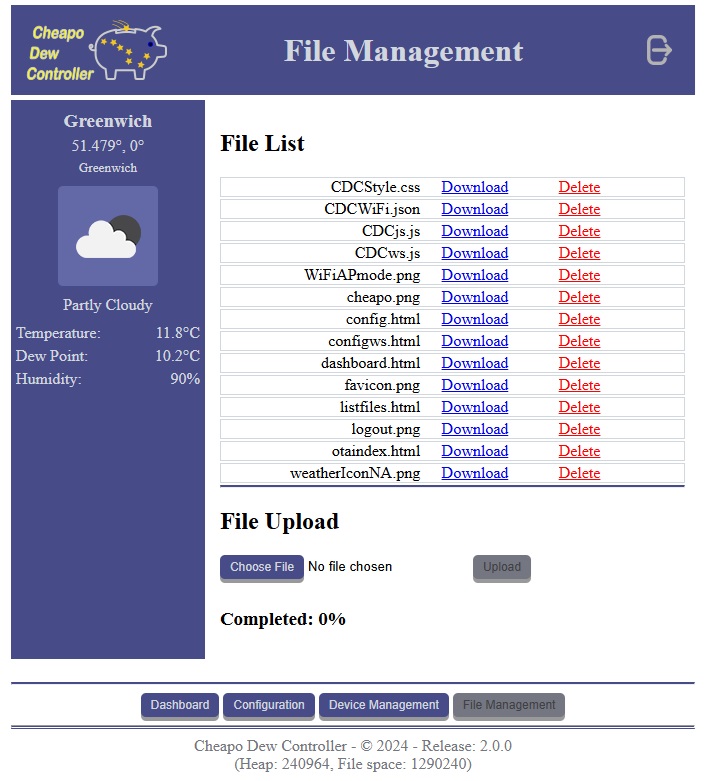 Cheapo
Dew
Controller
File Management
Greenwich
51.479°, 0°
Greenwich
Partly Cloudy
Temperature: 11.8°C
Dew Point: 10.2°C
Humidity: 90%
File List
CDCStyle.css Download Delete
CDCWiFi.json Download Delete
CDCjs.js Download Delete
CDCws.js Download Delete
WiFiAPmode.png Download Delete
cheapo.png Download Delete
config.html Download Delete
configws.html Download Delete
dashboard.html Download Delete
favicon.png Download Delete
listfiles.html Download Delete
logout.png Download Delete
otaindex.html Download Delete
weatherIconNA.png Download Delete
File Upload
Choose File No file chosen Upload
Completed: 0%
Dashboard Configuration Device Management File Management
Cheapo Dew Controller - © 2024 - Release: 2.0.0
(Heap: 240964, File space: 1290240)